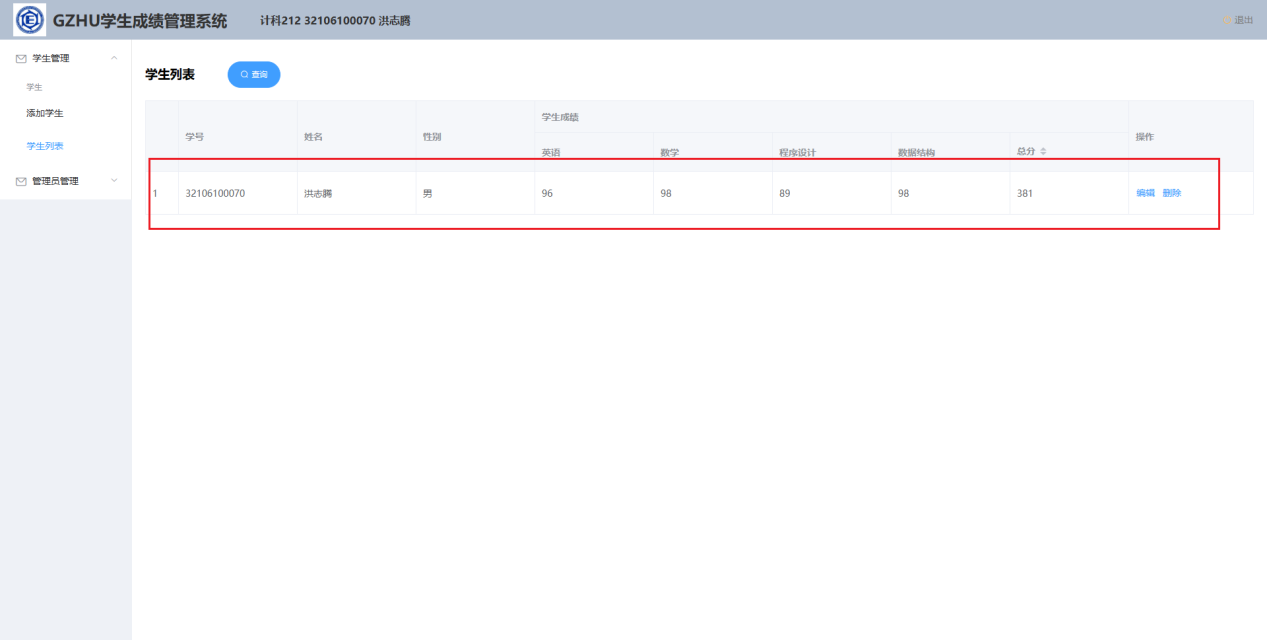 GZHU学生成绩管理系统 计科212 32106100070 洪志腾 退出
学生管理
学生
添加学生
学生列表
管理员管理
学生列表 查询
学号 姓名 性别 学生成绩 操作
英语 数学 程序设计 数据结构 总分
1 32106100070 洪志腾 男 96 98 89 98 381 编辑 删除